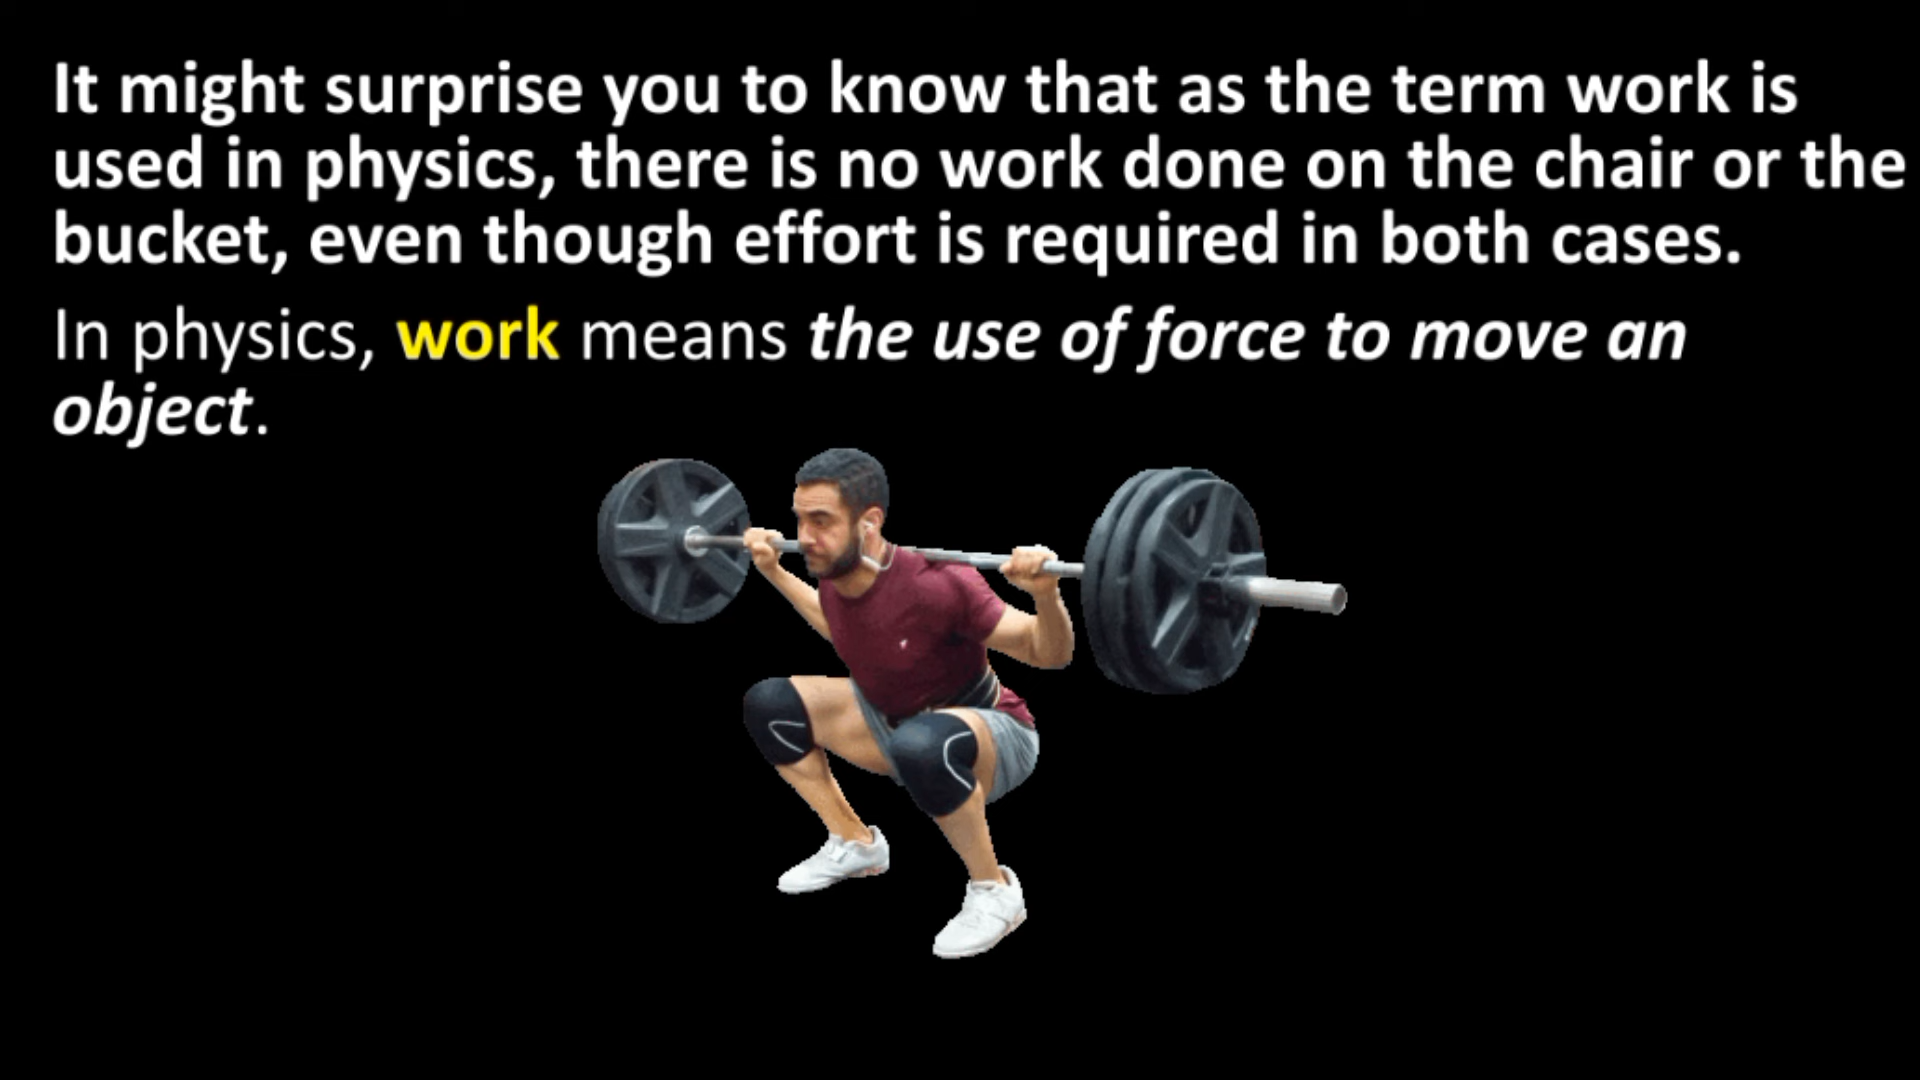 It might surprise you to know that as the term work is
used in physics, there is no work done on the chair or the
bucket, even though effort is required in both cases.
In physics, work means the use of force to move an
object.